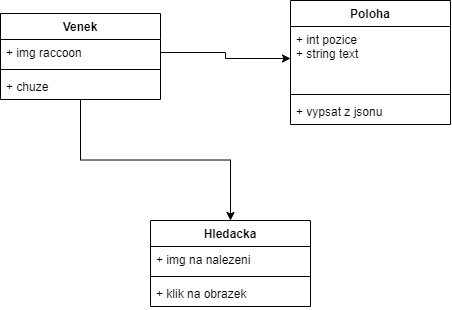 Venek
+ img raccoon
+ chuze
Poloha
+ int pozice
+ string text
+ vypsat z jsonu
Hledacka
+ img na nalezeni
+ klik na obrazek